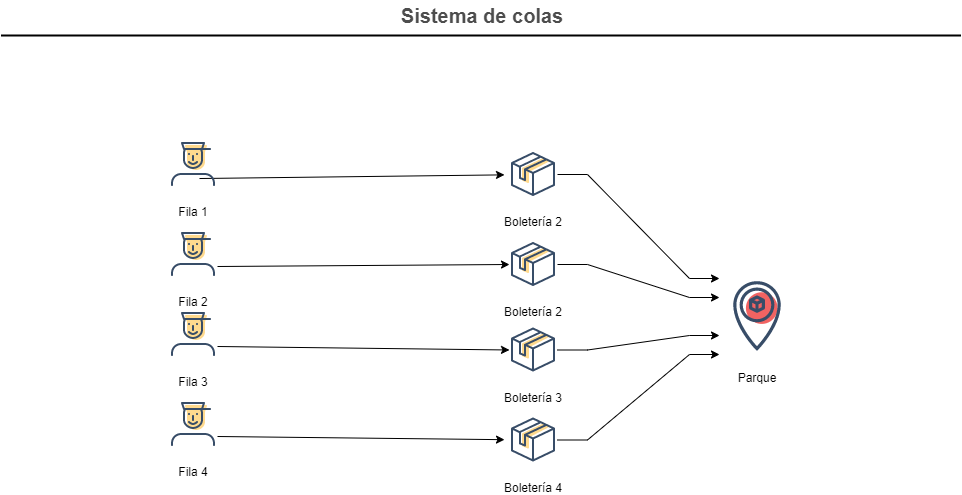 Sistema de colas
Fila 1
Boletería 2
Fila 2
Boletería 2
Fila 3
Boletería 3
Parque
Fila 4
Boletería 4